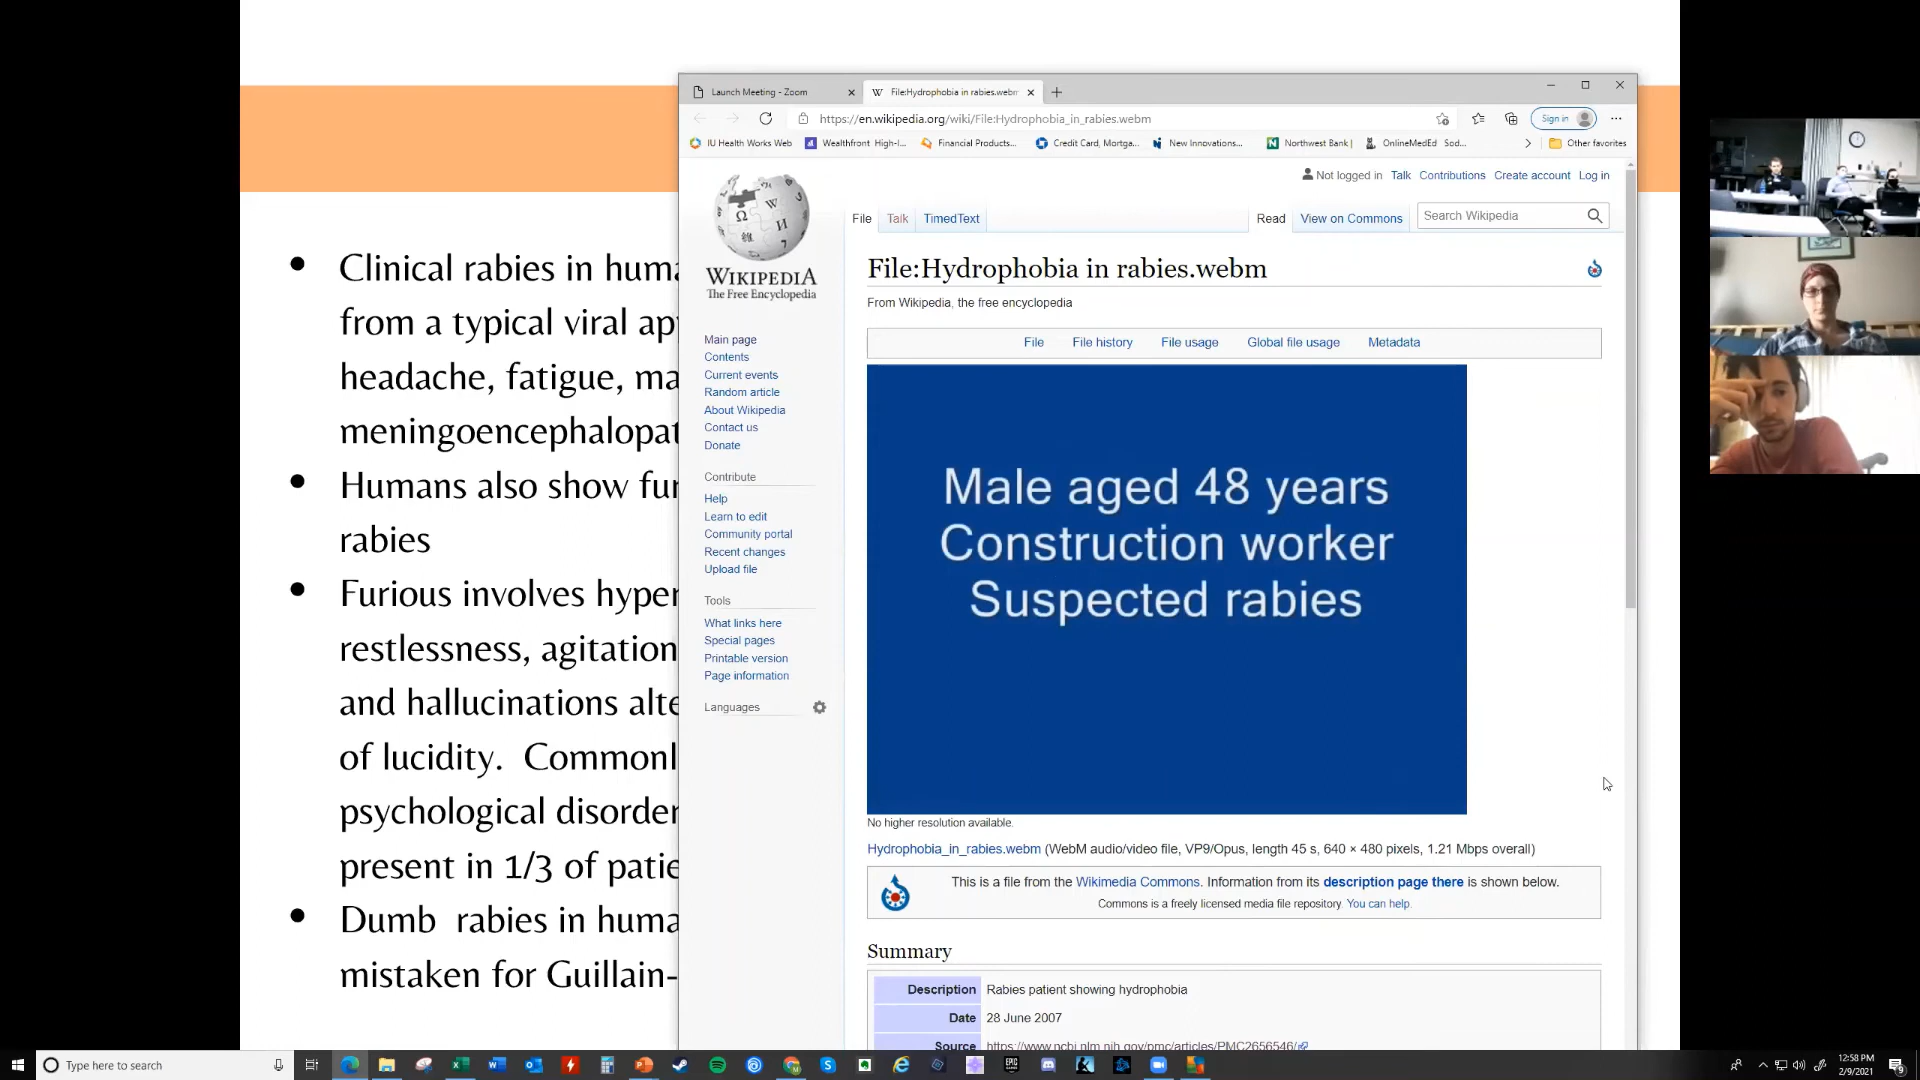 Launch Meeting - Zoom
File:Hydrophobia in rabies.webm
https://en.wikipedia.org/wiki/File:Hydrophobia_in_rabies.webm
Sign in
IU Health Works Web
Wealthfront High-I...
Financial Products...
Credit Card, Mortga...
New Innovations...
Northwest Bank |
OnlineMedEd Sod...
Other favorites
Not logged in Talk Contributions Create account Log in
File Talk TimedText
Read View on Commons
Search Wikipedia
WIKIPEDIA
The Free Encyclopedia
File:Hydrophobia in rabies.webm
From Wikipedia, the free encyclopedia
File File history File usage Global file usage Metadata
Main page
Contents
Current events
Random article
About Wikipedia
Contact us
Donate
Contribute
Help
Learn to edit
Community portal
Recent changes
Upload file
Tools
What links here
Special pages
Printable version
Page information
Languages
Male aged 48 years
Construction worker
Suspected rabies
No higher resolution available.
Hydrophobia_in_rabies.webm (WebM audio/video file, VP9/Opus, length 45 s, 640 × 480 pixels, 1.21 Mbps overall)
This is a file from the Wikimedia Commons. Information from its description page there is shown below.
Commons is a freely licensed media file repository. You can help.
Summary
Description Rabies patient showing hydrophobia
Date 28 June 2007
Source https://www.ncbi.nlm.nih.gov/pmc/articles/PMC2656546/
• Clinical rabies in huma
from a typical viral ap
headache, fatigue, ma
meningoencephalopat
• Humans also show fur
rabies
• Furious involves hyper
restlessness, agitation
and hallucinations alte
of lucidity. Commonl
psychological disorder
present in 1/3 of patie
• Dumb rabies in huma
mistaken for Guillain-
Type here to search
12:58 PM
2/9/2021